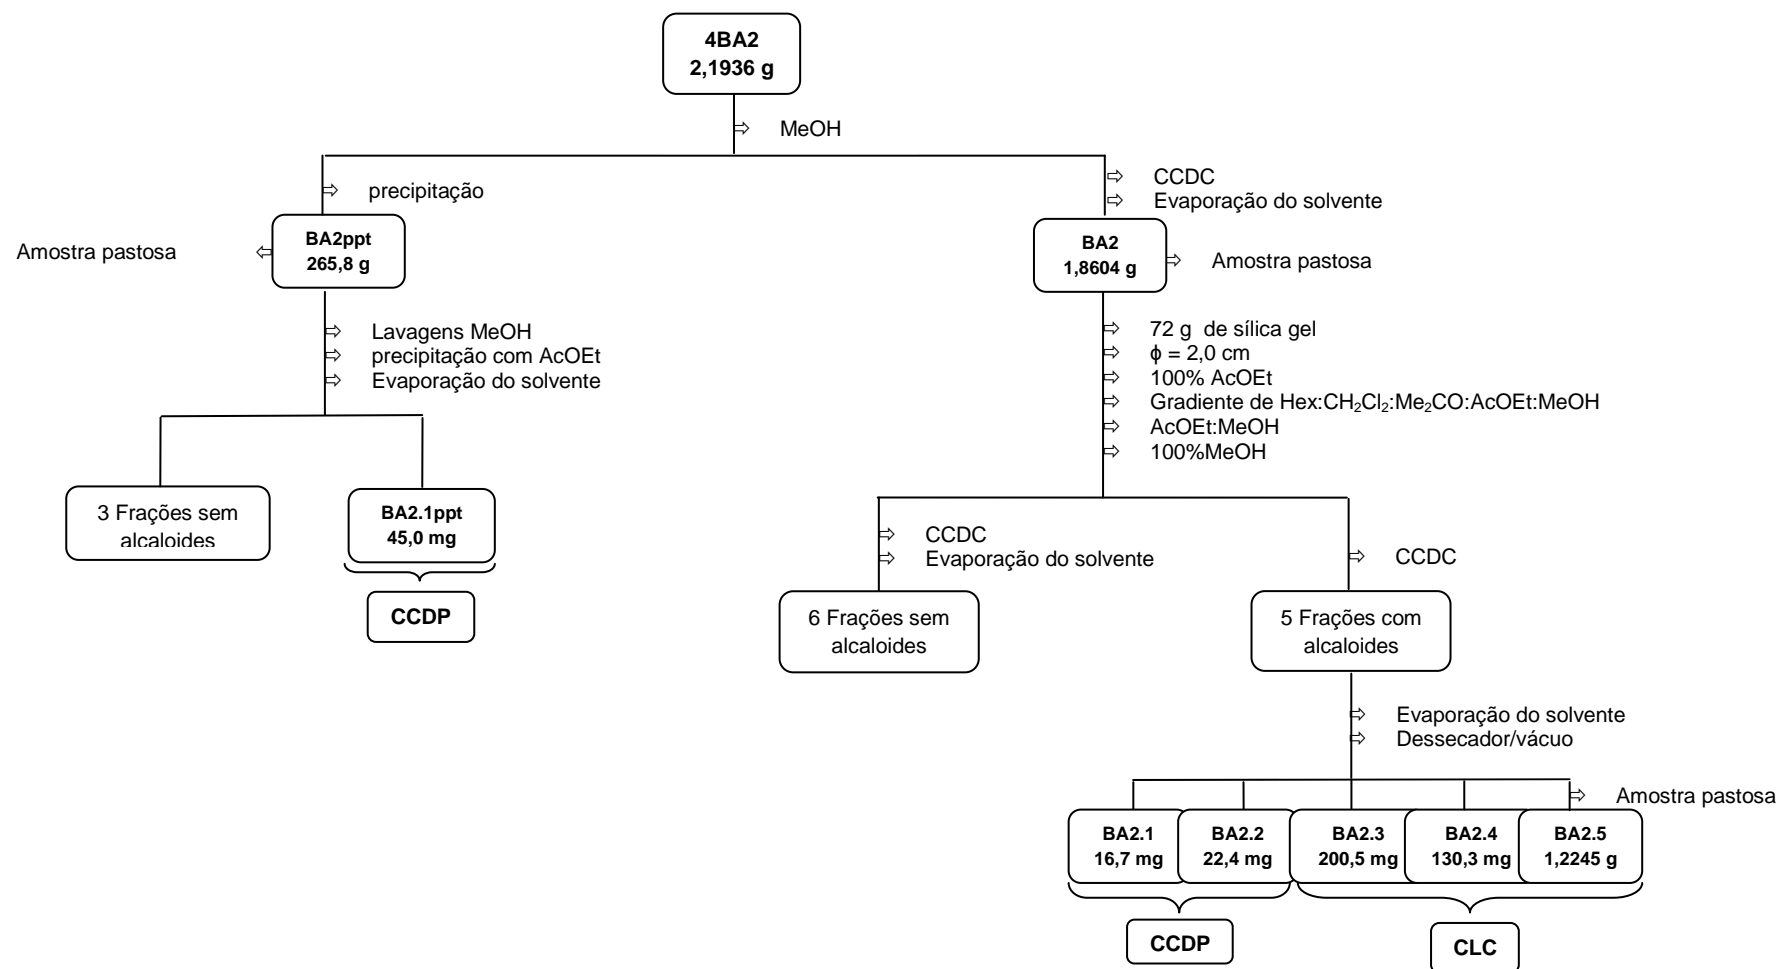 4BA2
2,1936 g
MeOH
precipitação
CCDC
Evaporação do solvente
Amostra pastosa
BA2ppt
265,8 g
BA2
1,8604 g
Amostra pastosa
Lavagens MeOH
precipitação com AcOEt
Evaporação do solvente
72 g de sílica gel
ϕ = 2,0 cm
100% AcOEt
Gradiente de Hex:CH₂Cl₂:Me₂CO:AcOEt:MeOH
AcOEt:MeOH
100%MeOH
3 Frações sem
alcaloides
BA2.1ppt
45,0 mg
CCDP
CCDC
Evaporação do solvente
CCDC
6 Frações sem
alcaloides
5 Frações com
alcaloides
Evaporação do solvente
Dessecador/vácuo
Amostra pastosa
BA2.1
16,7 mg
BA2.2
22,4 mg
BA2.3
200,5 mg
BA2.4
130,3 mg
BA2.5
1,2245 g
CCDP
CLC